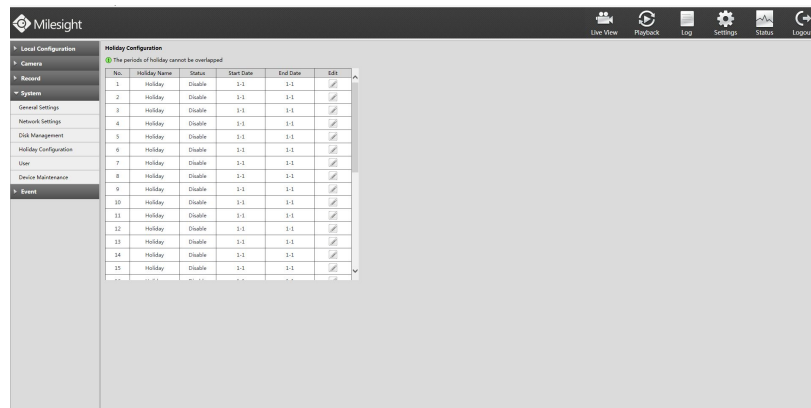 Milesight
Live View Playback Log Settings Status Logout
Local Configuration
Camera
Record
System
General Settings
Network Settings
Disk Management
Holiday Configuration
User
Device Maintenance
Event
Holiday Configuration
The periods of holiday cannot be overlapped
No. Holiday Name Status Start Date End Date Edit
1 Holiday Disable 1-1 1-1
2 Holiday Disable 1-1 1-1
3 Holiday Disable 1-1 1-1
4 Holiday Disable 1-1 1-1
5 Holiday Disable 1-1 1-1
6 Holiday Disable 1-1 1-1
7 Holiday Disable 1-1 1-1
8 Holiday Disable 1-1 1-1
9 Holiday Disable 1-1 1-1
10 Holiday Disable 1-1 1-1
11 Holiday Disable 1-1 1-1
12 Holiday Disable 1-1 1-1
13 Holiday Disable 1-1 1-1
14 Holiday Disable 1-1 1-1
15 Holiday Disable 1-1 1-1